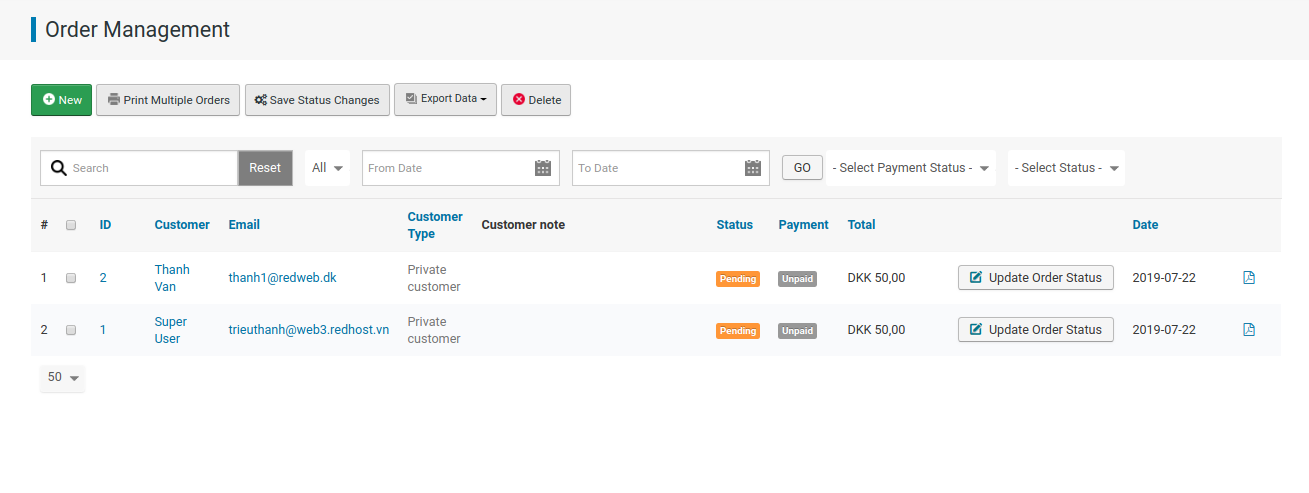 Order Management
New Print Multiple Orders Save Status Changes Export Data Delete
Search Reset All From Date To Date GO - Select Payment Status - - Select Status -
# ID Customer Email Customer Type Customer note Status Payment Total Date
1 2 Thanh Van thanh1@redweb.dk Private customer Pending Unpaid DKK 50,00 Update Order Status 2019-07-22
2 1 Super User trieuthanh@web3.redhost.vn Private customer Pending Unpaid DKK 50,00 Update Order Status 2019-07-22
50